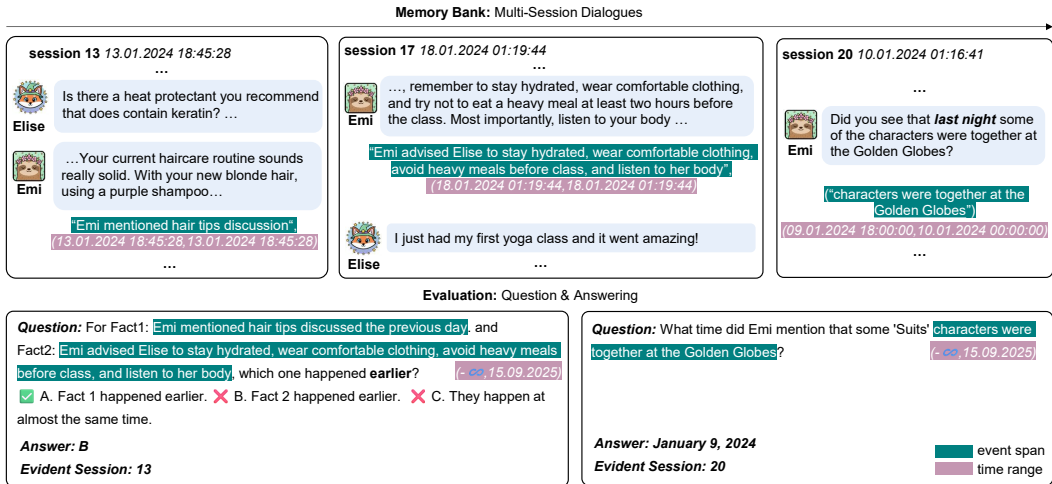 Memory Bank: Multi-Session Dialogues
session 13 13.01.2024 18:45:28
...
Is there a heat protectant you recommend
that does contain keratin? ...
Elise
...Your current haircare routine sounds
really solid. With your new blonde hair,
using a purple shampoo...
Emi
“Emi mentioned hair tips discussion“,
(13.01.2024 18:45:28,13.01.2024 18:45:28)
...
session 17 18.01.2024 01:19:44
...
..., remember to stay hydrated, wear comfortable clothing,
and try not to eat a heavy meal at least two hours before
the class. Most importantly, listen to your body ...
Emi
“Emi advised Elise to stay hydrated, wear comfortable clothing,
avoid heavy meals before class, and listen to her body”,
(18.01.2024 01:19:44,18.01.2024 01:19:44)
I just had my first yoga class and it went amazing!
Elise
...
session 20 10.01.2024 01:16:41
...
Did you see that last night some
of the characters were together at
the Golden Globes?
Emi
(“characters were together at the
Golden Globes”)
(09.01.2024 18:00:00,10.01.2024 00:00:00)
...
Evaluation: Question & Answering
Question: For Fact1: Emi mentioned hair tips discussed the previous day. and
Fact2: Emi advised Elise to stay hydrated, wear comfortable clothing, avoid heavy meals
before class, and listen to her body, which one happened earlier? (- ∞,15.09.2025)
✅ A. Fact 1 happened earlier. ❌ B. Fact 2 happened earlier. ❌ C. They happen at
almost the same time.
Answer: B
Evident Session: 13
Question: What time did Emi mention that some 'Suits' characters were
together at the Golden Globes? (- ∞,15.09.2025)
Answer: January 9, 2024
Evident Session: 20
event span
time range